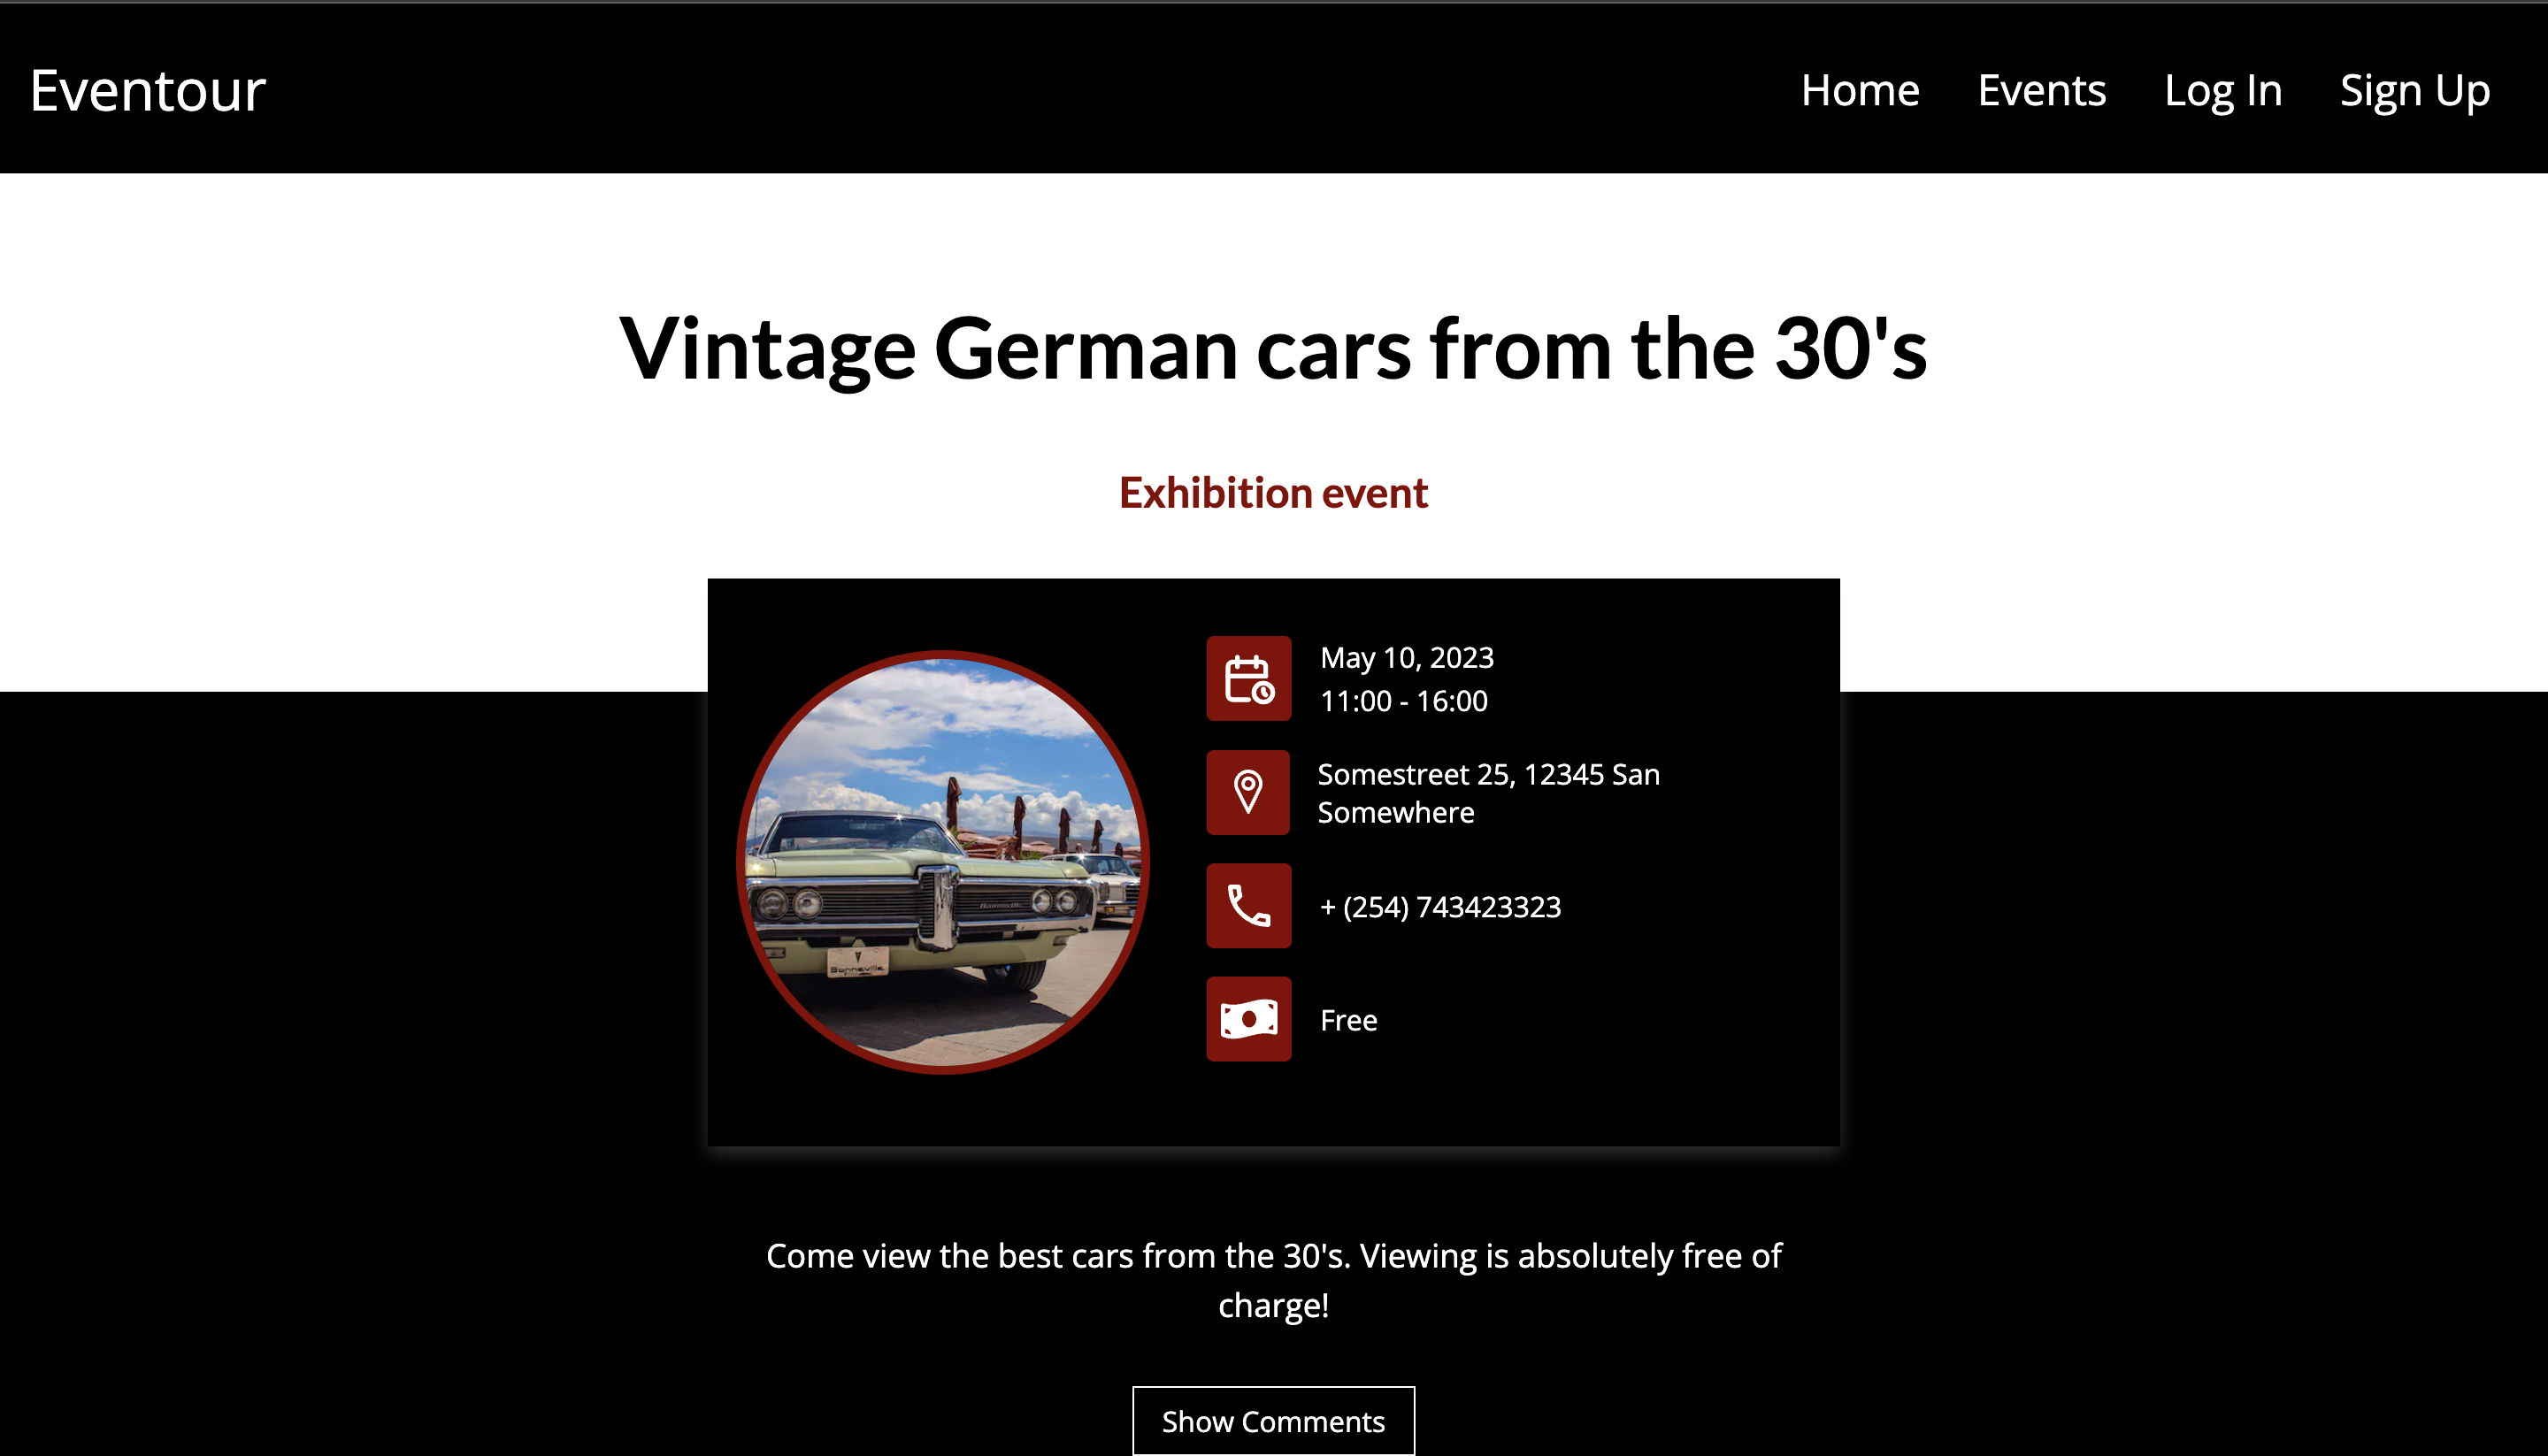 Eventour
Home Events Log In Sign Up
Vintage German cars from the 30's
Exhibition event
May 10, 2023
11:00 - 16:00
Somestreet 25, 12345 San
Somewhere
+ (254) 743423323
Free
Bonneville
Bonneville
Come view the best cars from the 30's. Viewing is absolutely free of
charge!
Show Comments